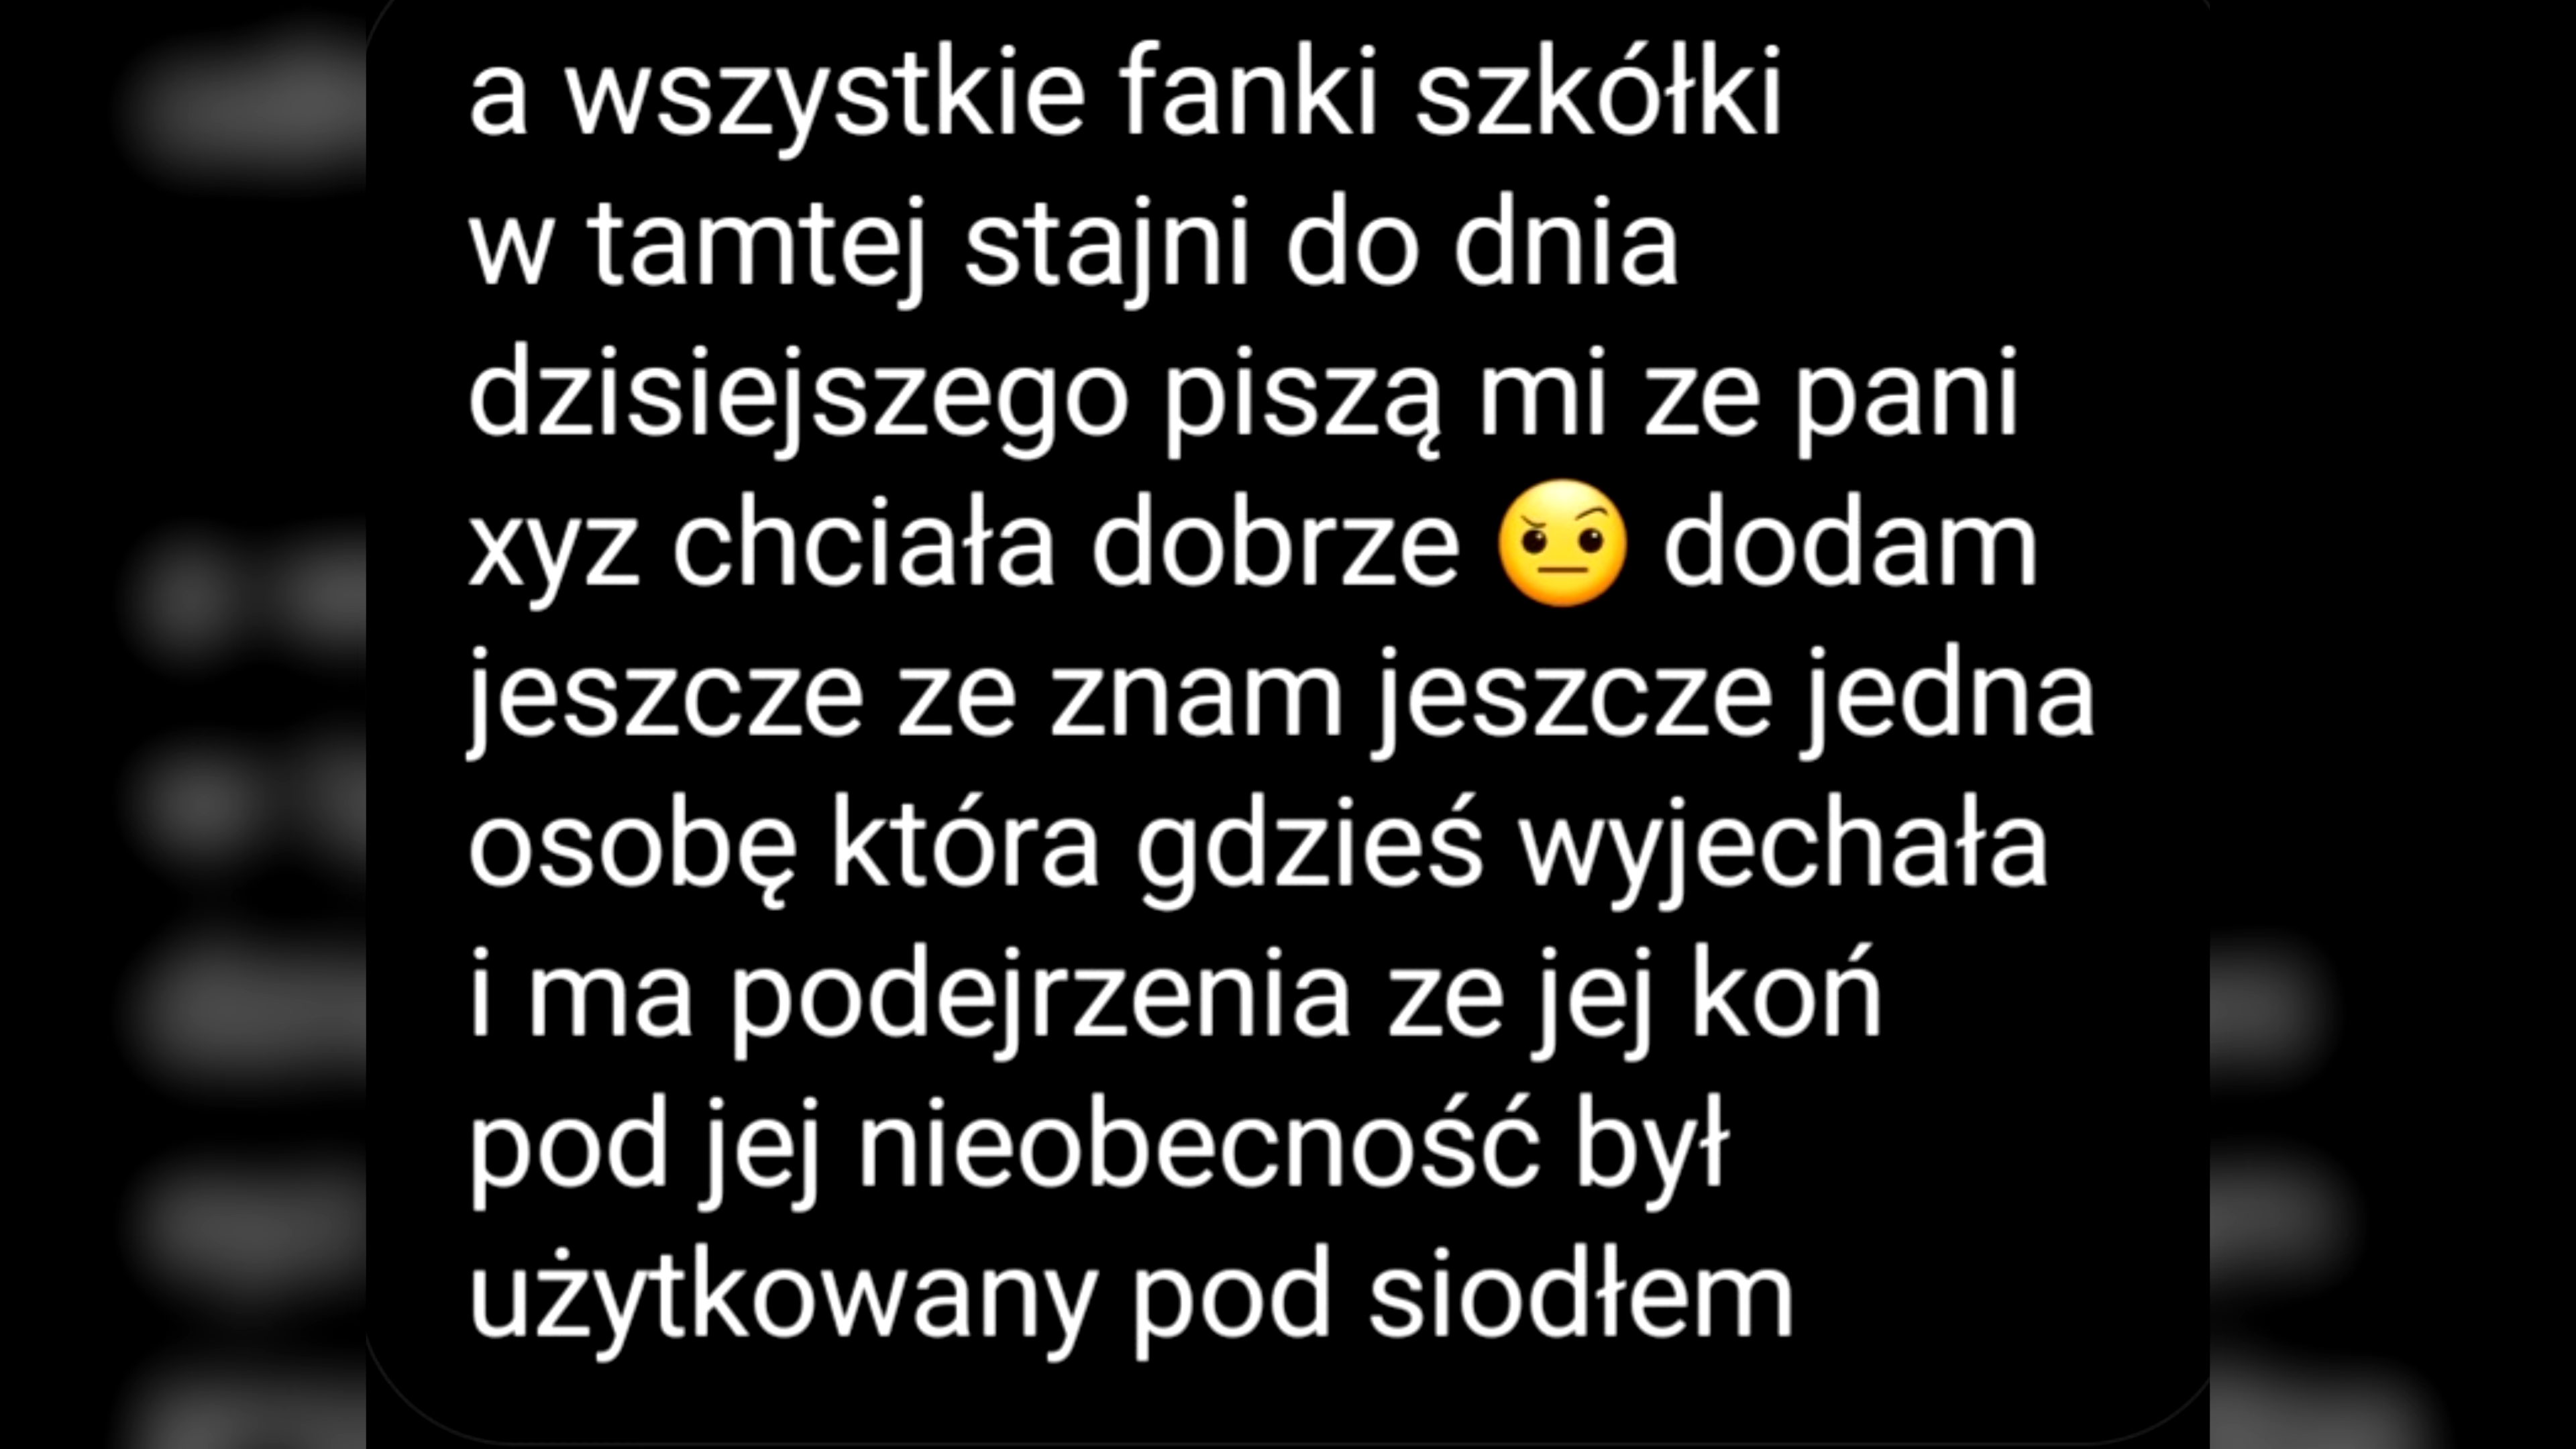 a wszystkie fanki szkółki
w tamtej stajni do dnia
dzisiejszego piszą mi ze pani
xyz chciała dobrze 🤨 dodam
jeszcze ze znam jeszcze jedna
osobę która gdzieś wyjechała
i ma podejrzenia ze jej koń
pod jej nieobecność był
użytkowany pod siodłem